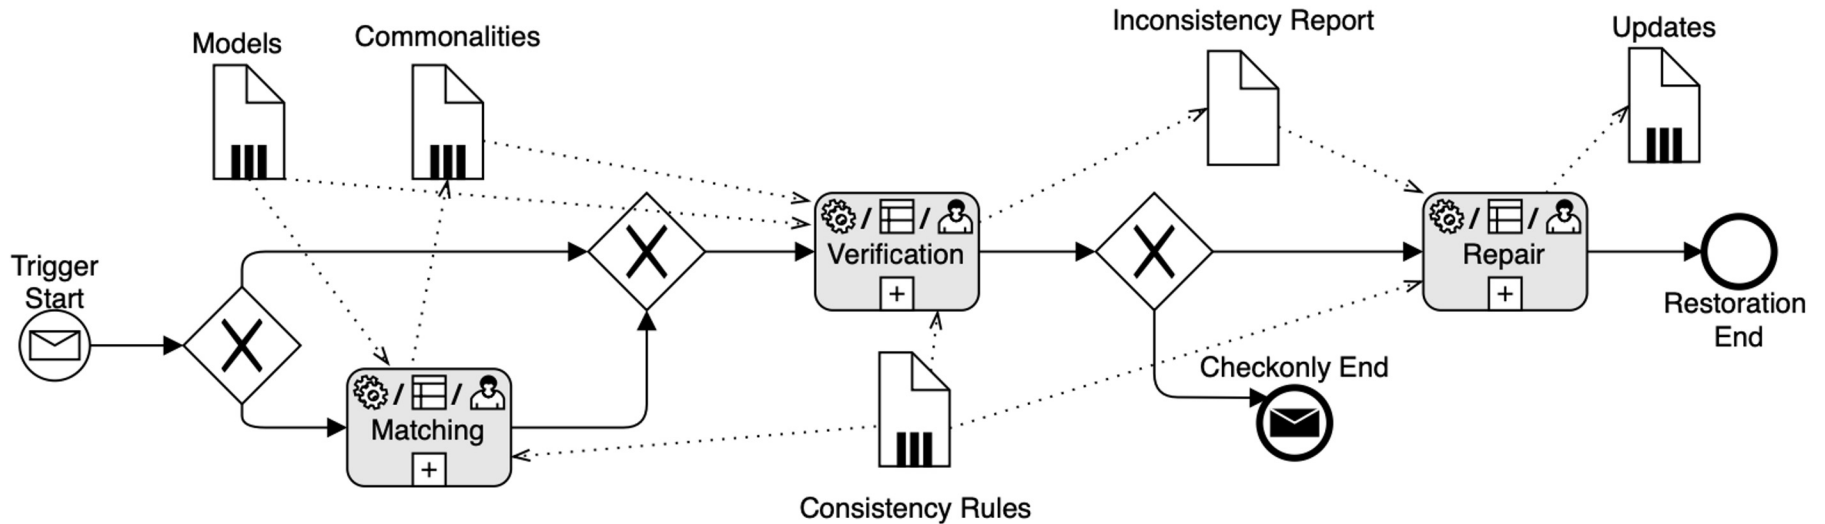 Models
Commonalities
Inconsistency Report
Updates
Trigger
Start
/ /
Verification
/ /
Repair
Restoration
End
/ /
Matching
Checkonly End
Consistency Rules